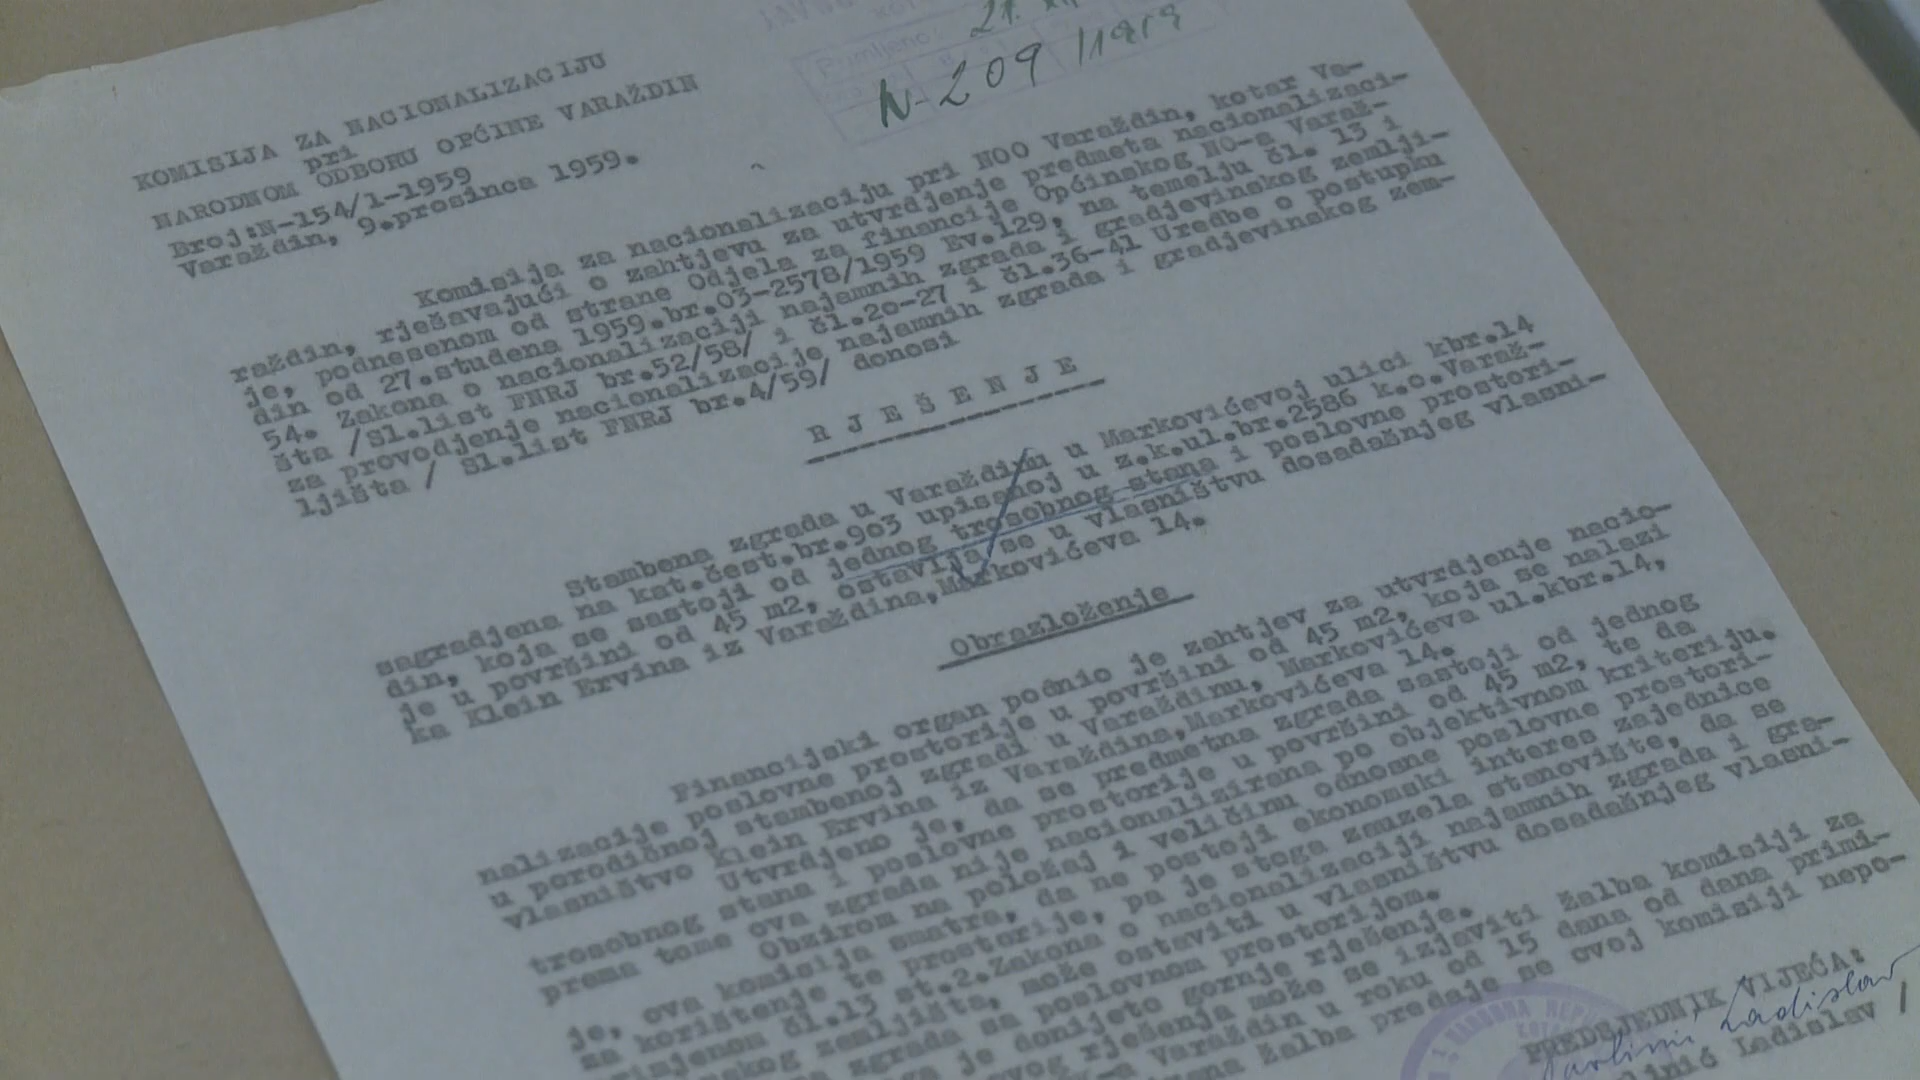 21. XII
N-209/1959
KOMISIJA ZA NACIONALIZACIJU
pri
NARODNOM ODBORU OPĆINE VARAŽDIN
Broj:N-154/1-1959
Varaždin, 9.prosinca 1959.
Komisija za nacionalizaciju pri NOO Varaždin, kotar Va-
raždin, rješavajući o zahtjevu za utvrdjenje predmeta nacionalizaci-
je, podnesenom od strane Odjela za financije Općinskog NO-a Varaž-
din od 27.studena 1959.br.03-2578/1959 Ev.129, na temelju čl. 13 i
54. Zakona o nacionalizaciji najamnih zgrada i gradjevinskog zemlji-
šta /Sl.list FNRJ br.52/58/ i čl.20-27 i čl.36-41 Uredbe o postupku
za provodjenje nacionalizacije najamnih zgrada i gradjevinskog zem-
ljišta / Sl.list FNRJ br.4/59/ donosi
R J E Š E N J E
Stambena zgrada u Varaždinu u Markovićevoj ulici kbr.14
sagradjena na kat.čest.br.903 upisanoj u z.k.ul.br.2586 k.o.Varaž-
din, koja se sastoji od jednog trosobnog stana i poslovne prostori-
je u površini od 45 m2, ostavlja se u vlasništvu dosadašnjeg vlasni-
ka Klein Ervina iz Varaždina,Markovićeva 14.
Obrazloženje
Financijski organ podnio je zahtjev za utvrdjenje nacio-
nalizacije poslovne prostorije u površini od 45 m2, koja se nalazi
u porodičnoj stambenoj zgradi u Varaždinu, Markovićeva ul.kbr.14,
vlasništvo Klein Ervina iz Varaždina,Markovićeva 14.
Utvrdjeno je, da se predmetna zgrada sastoji od jednog
trosobnog stana i poslovne prostorije u površini od 45 m2, te da
prema tome ova zgrada nije nacionalizirana po objektivnom kriteriju.
Obzirom na položaj i veličinu odnosne poslovne prostori-
je, ova komisija smatra, da ne postoji ekonomski interes zajednice
za korištenje te prostorije, pa je stoga zauzela stanovište, da se
primjenom čl.13 st.2.Zakona o nacionalizaciji najamnih zgrada i gra-
skog zemljišta, može ostaviti u vlasništvu dosadašnjeg vlasni-
zgrada sa poslovnom prostorijom.
je donijeto gornje rješenje.
ovog rješenja može se izjaviti žalba komisiji za
Varaždin u roku od 15 dana od dana primi-
žalba predaje se ovoj komisiji nepo-
PREDSJEDNIK VIJEĆA:
Ladislav
Ladislav /